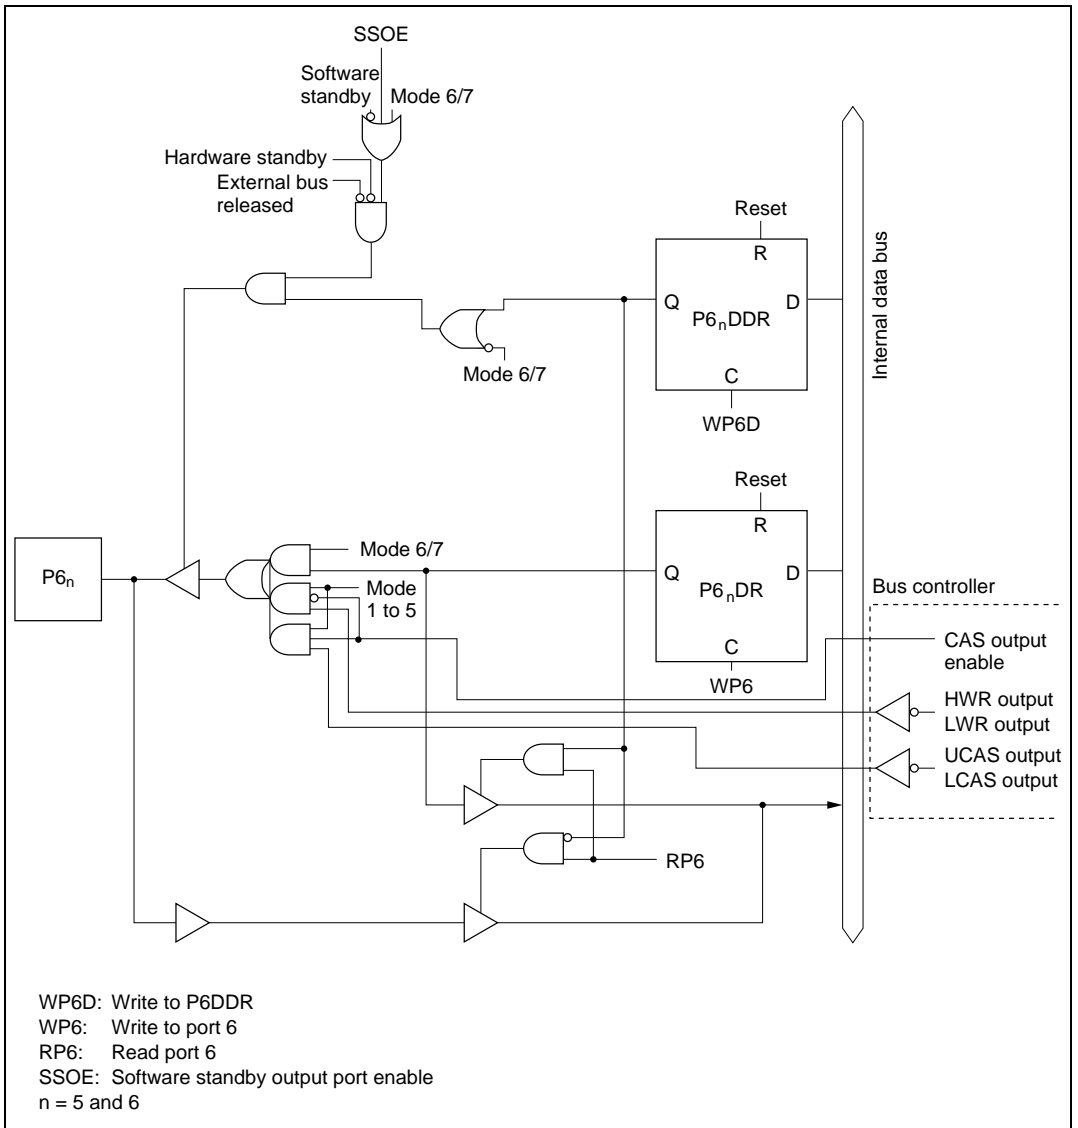 SSOE
Software
standby
Mode 6/7
Hardware standby
External bus
released
Reset
R
Q
D
P6nDDR
C
WP6D
Mode 6/7
Internal data bus
Reset
R
Mode 6/7
P6n
Q
D
P6nDR
Mode
1 to 5
C
WP6
Bus controller
CAS output
enable
HWR output
LWR output
UCAS output
LCAS output
RP6
WP6D: Write to P6DDR
WP6: Write to port 6
RP6: Read port 6
SSOE: Software standby output port enable
n = 5 and 6